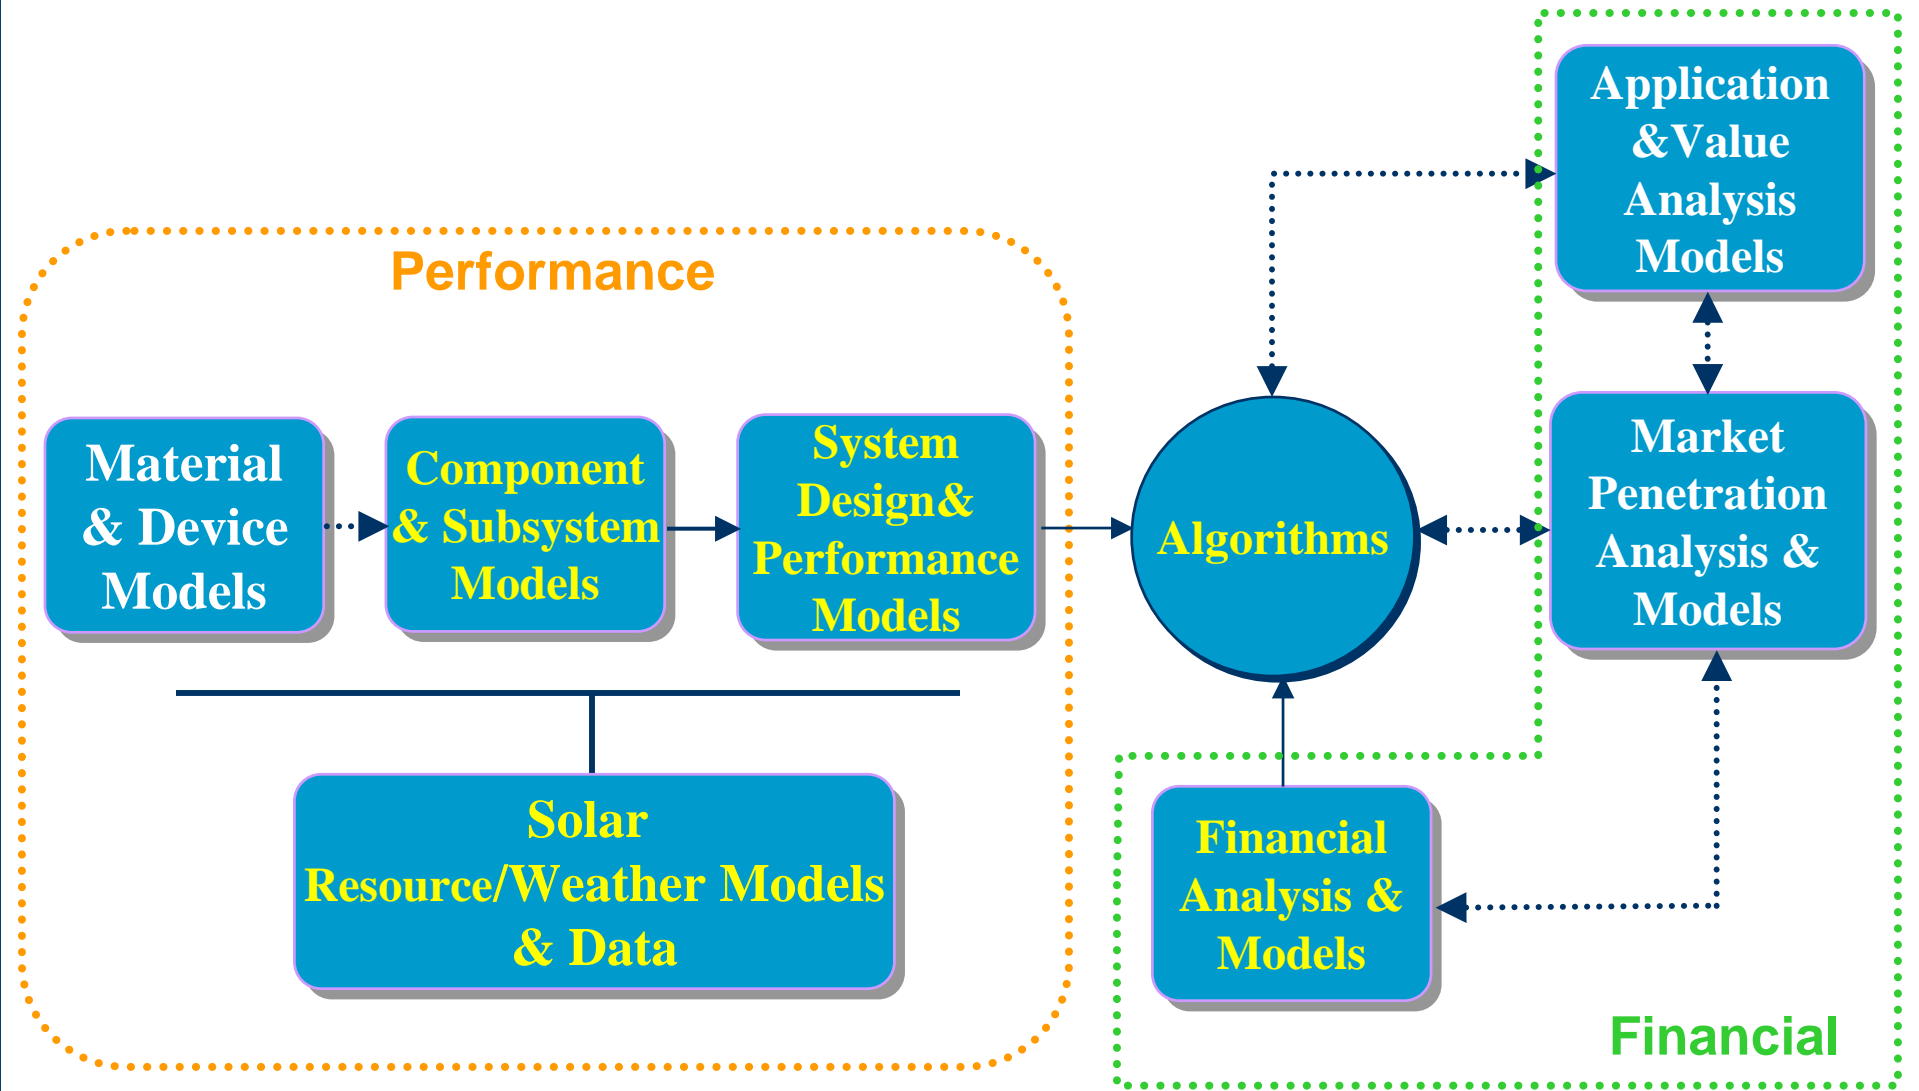 Performance
Material
& Device
Models
Component
& Subsystem
Models
System
Design&
Performance
Models
Solar
Resource/Weather Models
& Data
Algorithms
Application
&Value
Analysis
Models
Market
Penetration
Analysis &
Models
Financial
Analysis &
Models
Financial